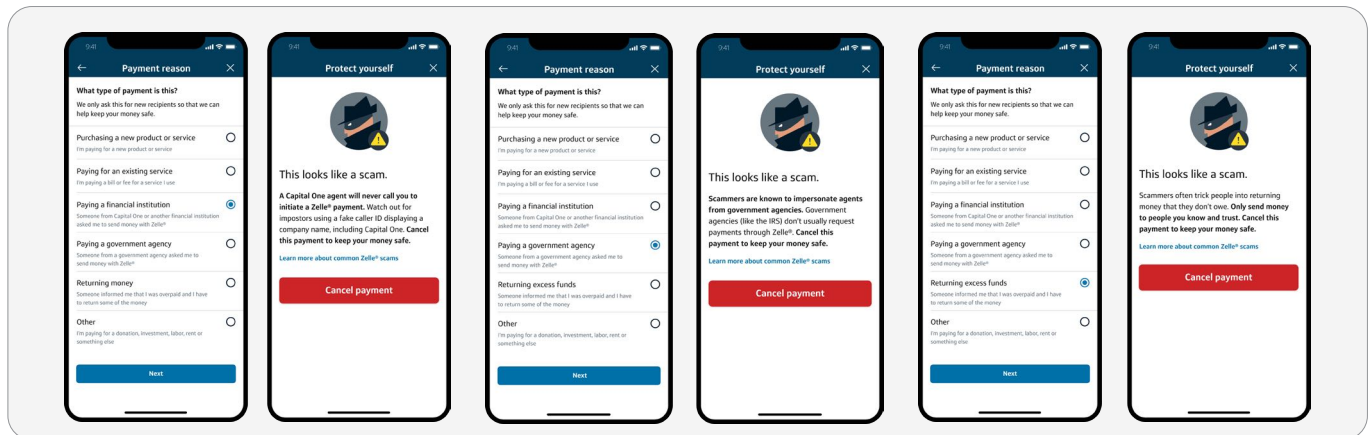 9:41
Payment reason
What type of payment is this?
We only ask this for new recipients so that we can
help keep your money safe.
Purchasing a new product or service
I'm paying for a new product or service
Paying for an existing service
I'm paying a bill or fee for a service I use
Paying a financial institution
Someone from Capital One or another financial institution
asked me to send money with Zelle®
Paying a government agency
Someone from a government agency asked me to
send money with Zelle®
Returning money
Someone informed me that I was overpaid and I have
to return some of the money
Other
I'm paying for a donation, investment, labor, rent or
something else
Next
9:41
Protect yourself
This looks like a scam.
A Capital One agent will never call you to
initiate a Zelle® payment. Watch out for
impostors using a fake caller ID displaying a
company name, including Capital One. Cancel
this payment to keep your money safe.
Learn more about common Zelle® scams
Cancel payment
9:41
Payment reason
What type of payment is this?
We only ask this for new recipients so that we can
help keep your money safe.
Purchasing a new product or service
I'm paying for a new product or service
Paying for an existing service
I'm paying a bill or fee for a service I use
Paying a financial institution
Someone from Capital One or another financial institution
asked me to send money with Zelle®
Paying a government agency
Someone from a government agency asked me to
send money with Zelle®
Returning excess funds
Someone informed me that I was overpaid and I have
to return some of the money
Other
I'm paying for a donation, investment, labor, rent or
something else
Next
9:41
Protect yourself
This looks like a scam.
Scammers are known to impersonate agents
from government agencies. Government
agencies (like the IRS) don't usually request
payments through Zelle®. Cancel this
payment to keep your money safe.
Learn more about common Zelle® scams
Cancel payment
9:41
Payment reason
What type of payment is this?
We only ask this for new recipients so that we can
help keep your money safe.
Purchasing a new product or service
I'm paying for a new product or service
Paying for an existing service
I'm paying a bill or fee for a service I use
Paying a financial institution
Someone from Capital One or another financial institution
asked me to send money with Zelle®
Paying a government agency
Someone from a government agency asked me to
send money with Zelle®
Returning excess funds
Someone informed me that I was overpaid and I have
to return some of the money
Other
I'm paying for a donation, investment, labor, rent or
something else
Next
9:41
Protect yourself
This looks like a scam.
Scammers often trick people into returning
money that they don't owe. Only send money
to people you know and trust. Cancel this
payment to keep your money safe.
Learn more about common Zelle® scams
Cancel payment